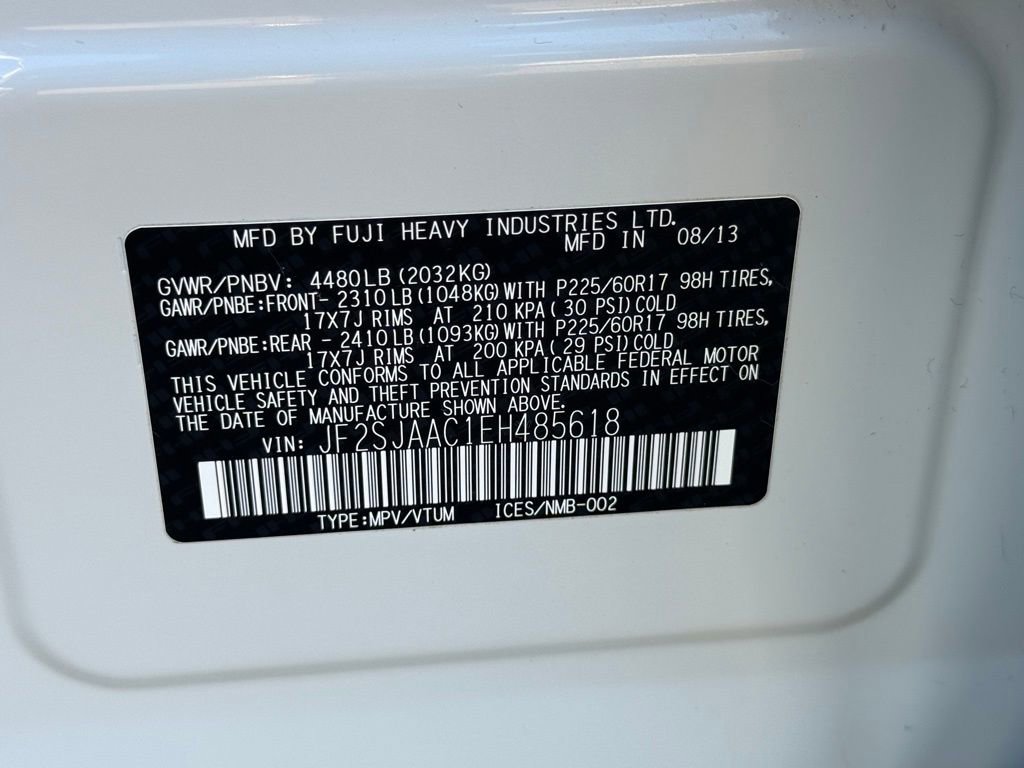 MFD BY FUJI HEAVY INDUSTRIES LTD.
MFD IN 08/13
GVWR/PNBV: 4480LB (2032KG)
GAWR/PNBE:FRONT- 2310LB (1048KG) WITH P225/60R17 98H TIRES,
17X7J RIMS AT 210 KPA ( 30 PSI) COLD
GAWR/PNBE:REAR - 2410LB (1093KG) WITH P225/60R17 98H TIRES,
17X7J RIMS AT 200 KPA ( 29 PSI) COLD
THIS VEHICLE CONFORMS TO ALL APPLICABLE FEDERAL MOTOR
VEHICLE SAFETY AND THEFT PREVENTION STANDARDS IN EFFECT ON
THE DATE OF MANUFACTURE SHOWN ABOVE.
VIN: JF2SJAAC1EH485618
TYPE:MPV/VTUM ICES/NMB-002